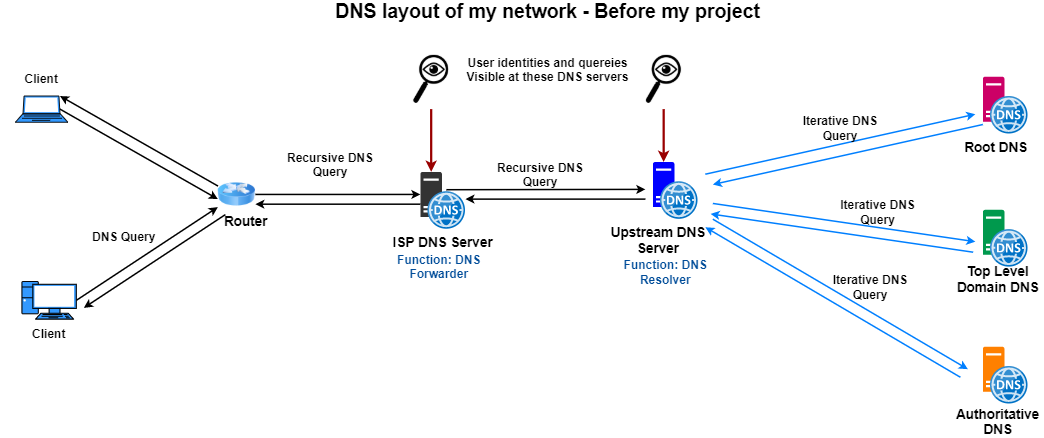 DNS layout of my network - Before my project
User identities and quereies
Visible at these DNS servers
Client
Iterative DNS
Query
DNS
Root DNS
Recursive DNS
Query
Recursive DNS
Query
Router
DNS
ISP DNS Server
Function: DNS
Forwarder
DNS
Upstream DNS
Server
Function: DNS
Resolver
Iterative DNS
Query
DNS
Top Level
Domain DNS
DNS Query
Client
Iterative DNS
Query
DNS
Authoritative
DNS